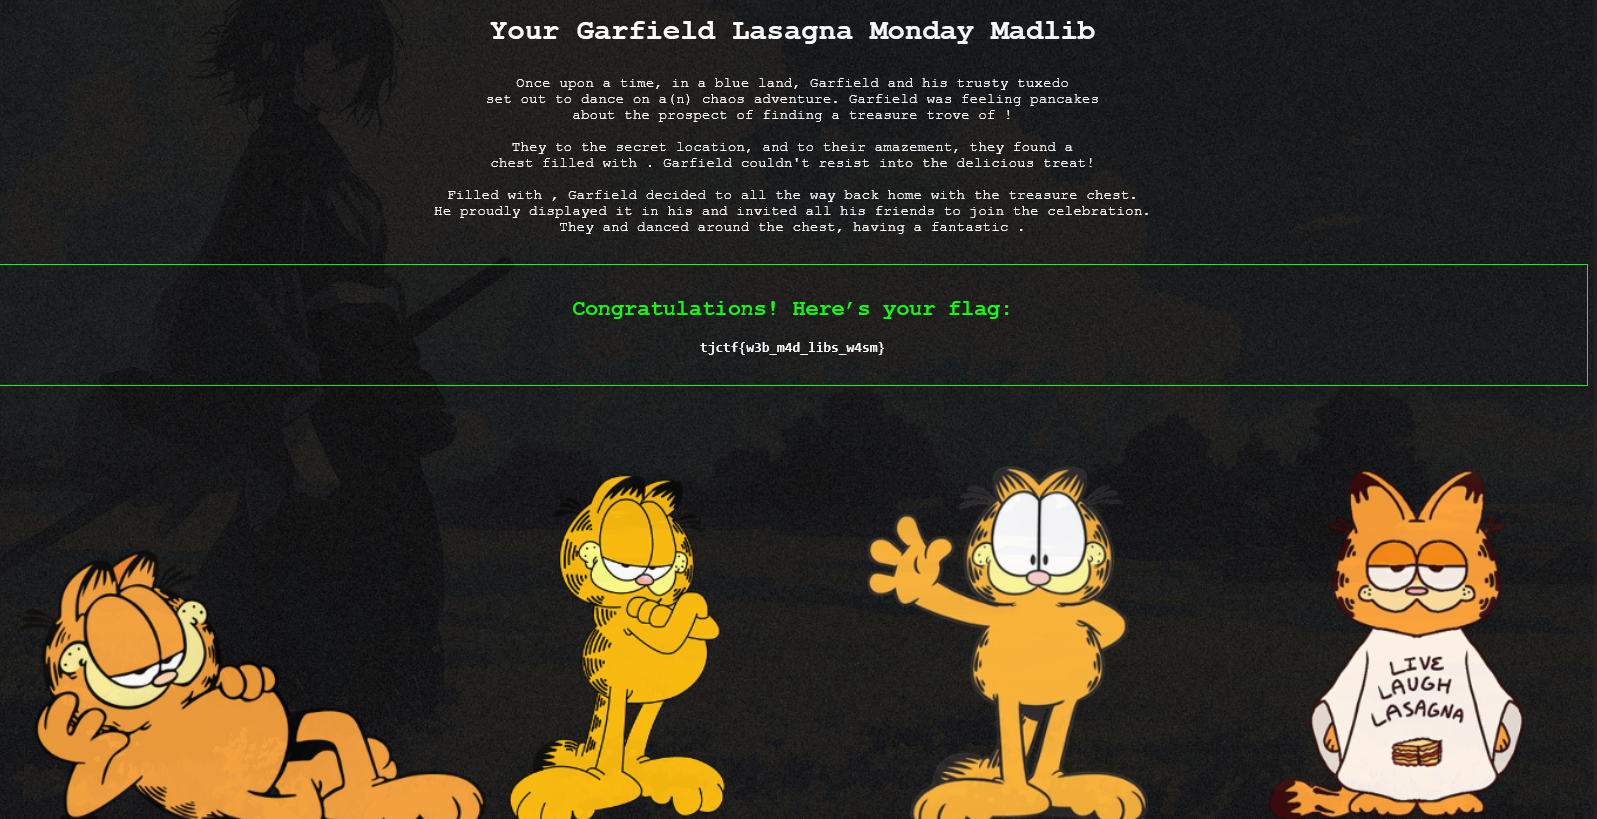 Your Garfield Lasagna Monday Madlib
Once upon a time, in a blue land, Garfield and his trusty tuxedo
set out to dance on a(n) chaos adventure. Garfield was feeling pancakes
about the prospect of finding a treasure trove of !
They to the secret location, and to their amazement, they found a
chest filled with . Garfield couldn't resist into the delicious treat!
Filled with , Garfield decided to all the way back home with the treasure chest.
He proudly displayed it in his and invited all his friends to join the celebration.
They and danced around the chest, having a fantastic .
Congratulations! Here’s your flag:
tjctf{w3b_m4d_libs_w4sm}
LIVE
LAUGH
LASAGNA